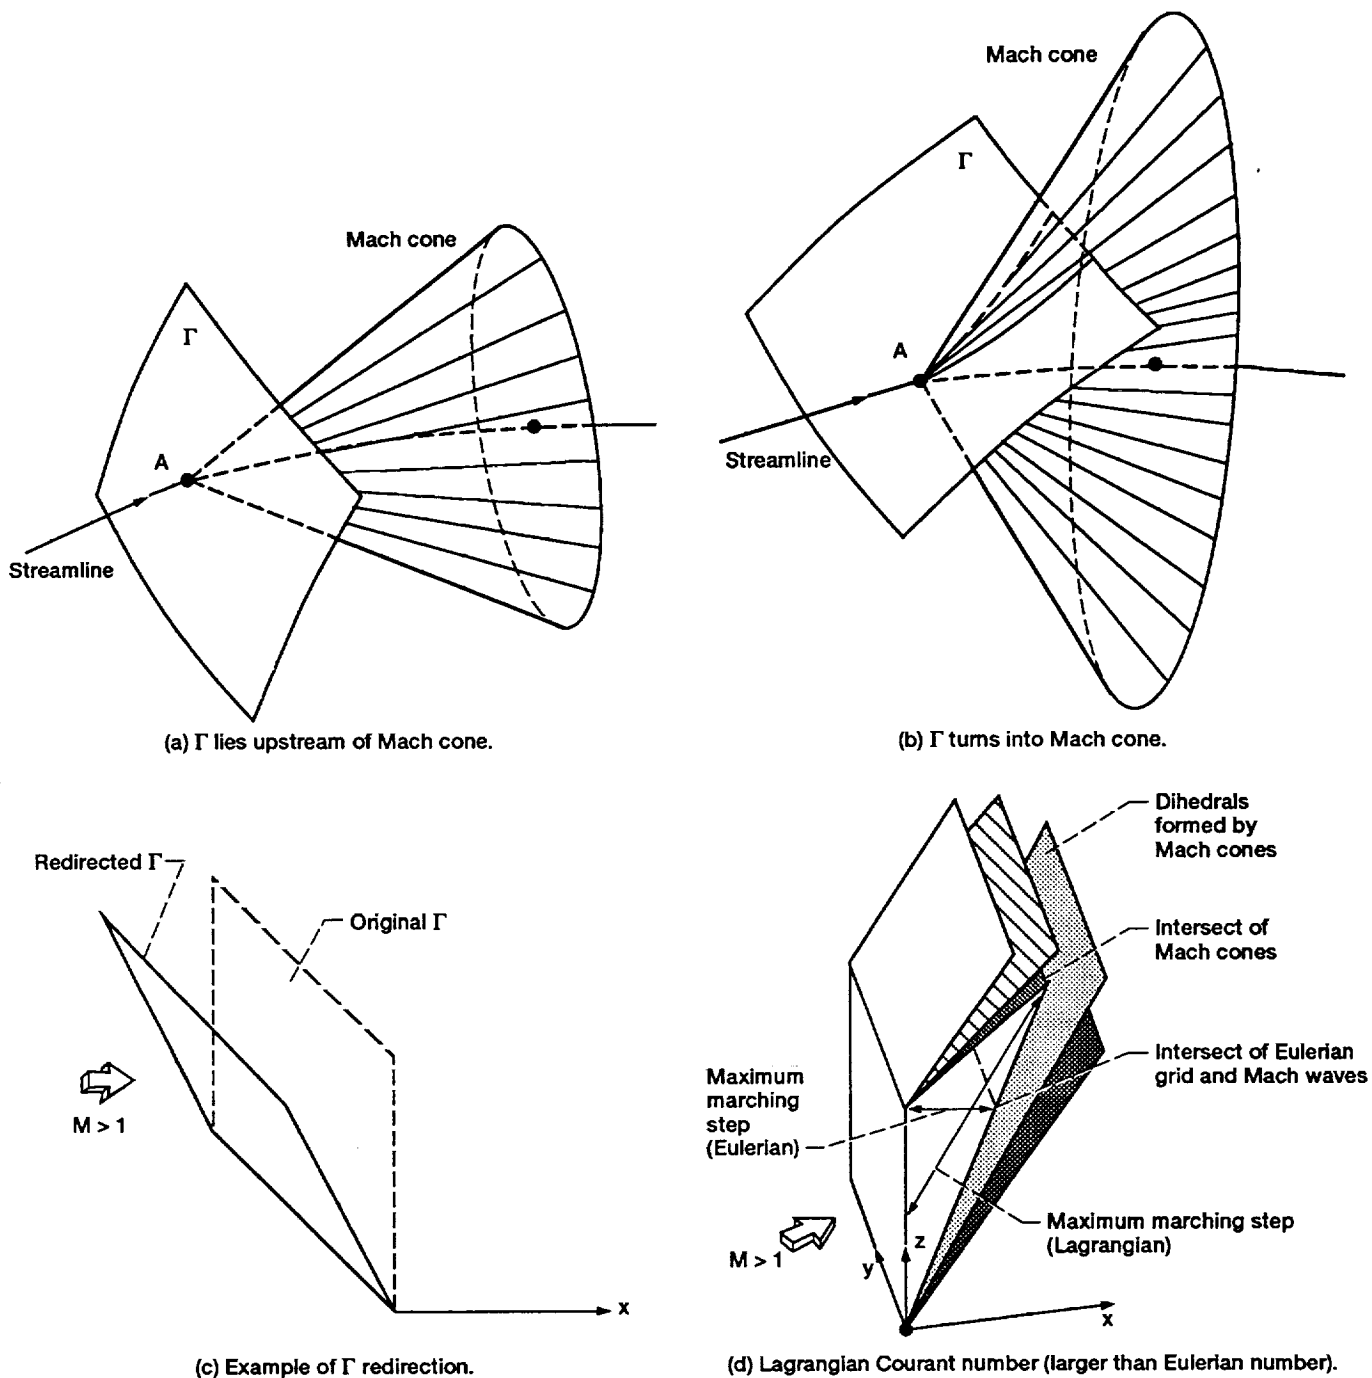 Mach cone
Γ
A
Streamline
(a) Γ lies upstream of Mach cone.
Mach cone
Γ
A
Streamline
(b) Γ turns into Mach cone.
Redirected Γ
Original Γ
M > 1
x
(c) Example of Γ redirection.
Dihedrals
formed by
Mach cones
Intersect of
Mach cones
Intersect of Eulerian
grid and Mach waves
Maximum
marching
step
(Eulerian)
Maximum marching step
(Lagrangian)
M > 1
y
z
x
(d) Lagrangian Courant number (larger than Eulerian number).